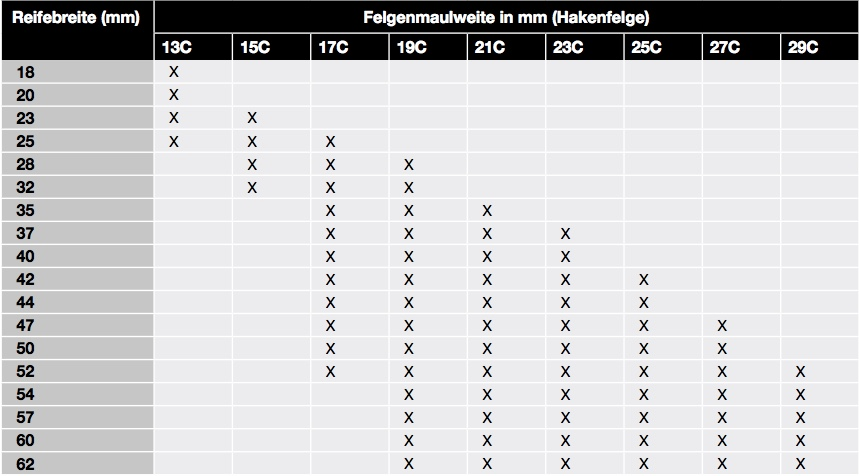 Reifebreite (mm) Felgenmaulweite in mm (Hakenfelge)
13C 15C 17C 19C 21C 23C 25C 27C 29C
18 X
20 X
23 X X
25 X X X
28 X X X
32 X X X
35 X X X
37 X X X X
40 X X X X
42 X X X X X
44 X X X X X
47 X X X X X X
50 X X X X X X
52 X X X X X X X
54 X X X X X X
57 X X X X X X
60 X X X X X X
62 X X X X X X